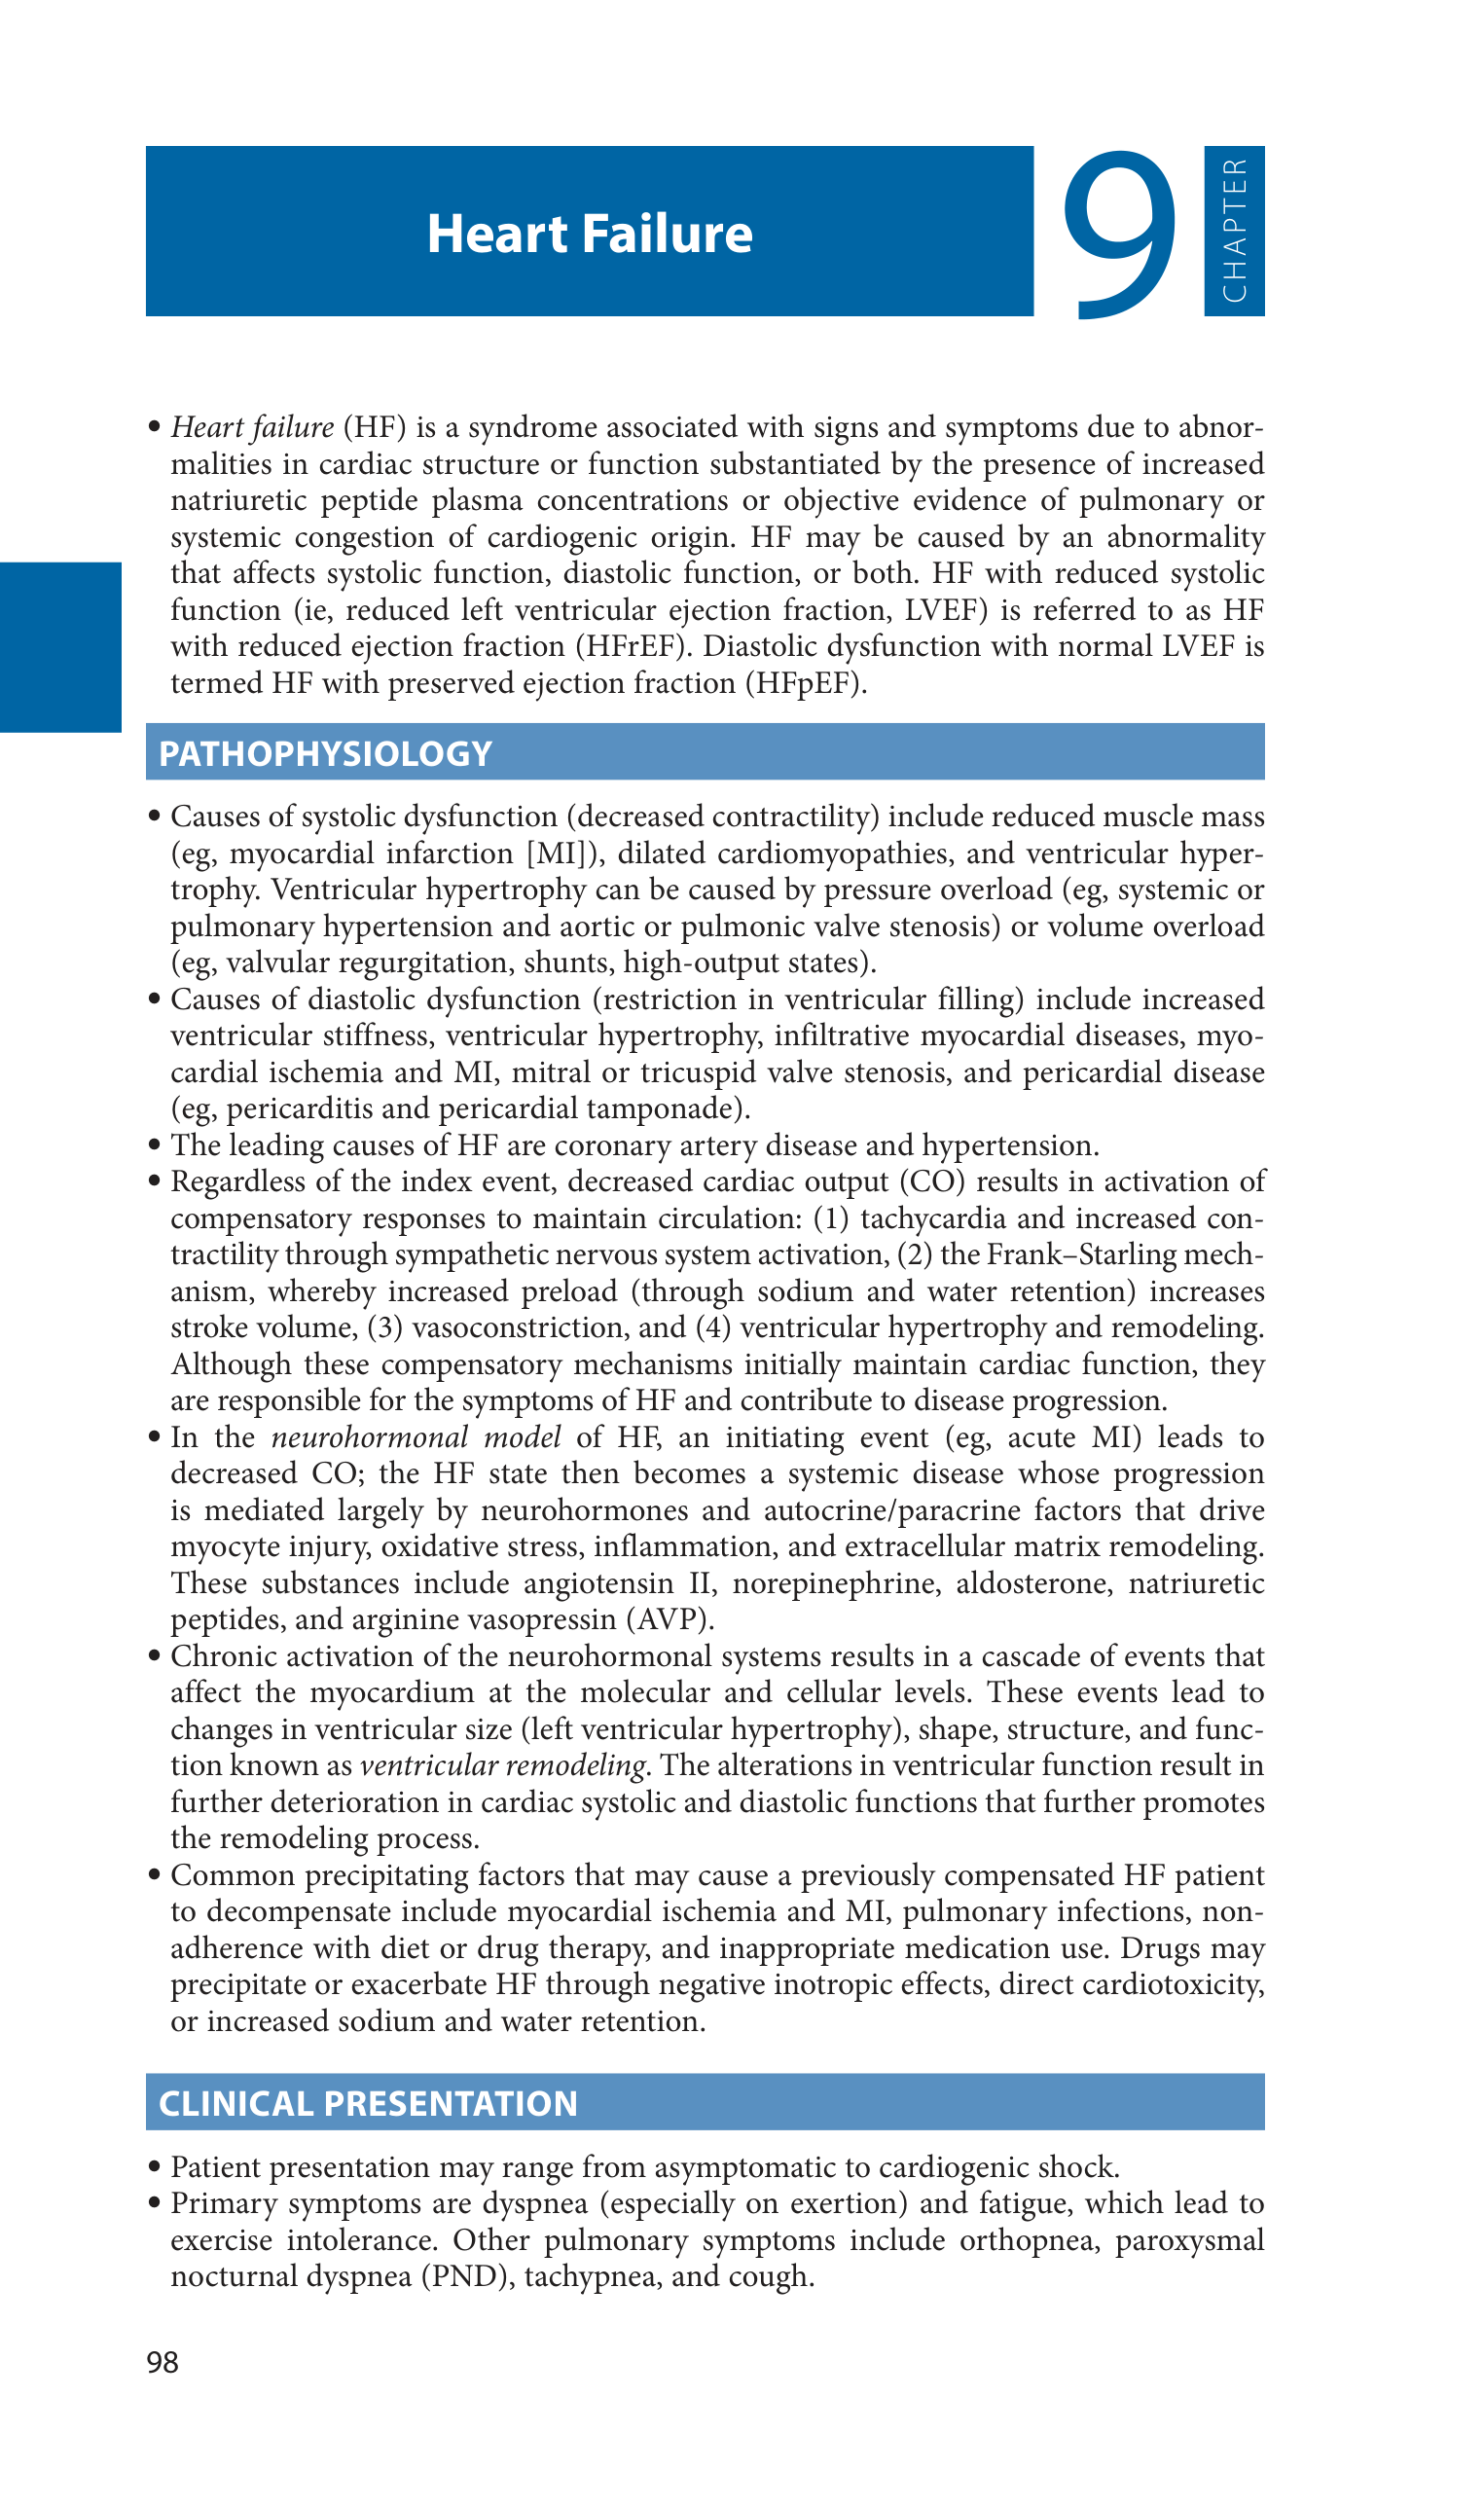 Heart Failure
9
CHAPTER
• Heart failure (HF) is a syndrome associated with signs and symptoms due to abnor-
malities in cardiac structure or function substantiated by the presence of increased
natriuretic peptide plasma concentrations or objective evidence of pulmonary or
systemic congestion of cardiogenic origin. HF may be caused by an abnormality
that affects systolic function, diastolic function, or both. HF with reduced systolic
function (ie, reduced left ventricular ejection fraction, LVEF) is referred to as HF
with reduced ejection fraction (HFrEF). Diastolic dysfunction with normal LVEF is
termed HF with preserved ejection fraction (HFpEF).
PATHOPHYSIOLOGY
• Causes of systolic dysfunction (decreased contractility) include reduced muscle mass
(eg, myocardial infarction [MI]), dilated cardiomyopathies, and ventricular hyper-
trophy. Ventricular hypertrophy can be caused by pressure overload (eg, systemic or
pulmonary hypertension and aortic or pulmonic valve stenosis) or volume overload
(eg, valvular regurgitation, shunts, high-output states).
• Causes of diastolic dysfunction (restriction in ventricular filling) include increased
ventricular stiffness, ventricular hypertrophy, infiltrative myocardial diseases, myo-
cardial ischemia and MI, mitral or tricuspid valve stenosis, and pericardial disease
(eg, pericarditis and pericardial tamponade).
• The leading causes of HF are coronary artery disease and hypertension.
• Regardless of the index event, decreased cardiac output (CO) results in activation of
compensatory responses to maintain circulation: (1) tachycardia and increased con-
tractility through sympathetic nervous system activation, (2) the Frank–Starling mech-
anism, whereby increased preload (through sodium and water retention) increases
stroke volume, (3) vasoconstriction, and (4) ventricular hypertrophy and remodeling.
Although these compensatory mechanisms initially maintain cardiac function, they
are responsible for the symptoms of HF and contribute to disease progression.
• In the neurohormonal model of HF, an initiating event (eg, acute MI) leads to
decreased CO; the HF state then becomes a systemic disease whose progression
is mediated largely by neurohormones and autocrine/paracrine factors that drive
myocyte injury, oxidative stress, inflammation, and extracellular matrix remodeling.
These substances include angiotensin II, norepinephrine, aldosterone, natriuretic
peptides, and arginine vasopressin (AVP).
• Chronic activation of the neurohormonal systems results in a cascade of events that
affect the myocardium at the molecular and cellular levels. These events lead to
changes in ventricular size (left ventricular hypertrophy), shape, structure, and func-
tion known as ventricular remodeling. The alterations in ventricular function result in
further deterioration in cardiac systolic and diastolic functions that further promotes
the remodeling process.
• Common precipitating factors that may cause a previously compensated HF patient
to decompensate include myocardial ischemia and MI, pulmonary infections, non-
adherence with diet or drug therapy, and inappropriate medication use. Drugs may
precipitate or exacerbate HF through negative inotropic effects, direct cardiotoxicity,
or increased sodium and water retention.
CLINICAL PRESENTATION
• Patient presentation may range from asymptomatic to cardiogenic shock.
• Primary symptoms are dyspnea (especially on exertion) and fatigue, which lead to
exercise intolerance. Other pulmonary symptoms include orthopnea, paroxysmal
nocturnal dyspnea (PND), tachypnea, and cough.
98